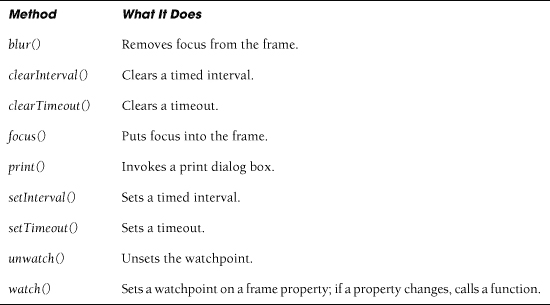 Method What It Does
blur() Removes focus from the frame.
clearInterval() Clears a timed interval.
clearTimeout() Clears a timeout.
focus() Puts focus into the frame.
print() Invokes a print dialog box.
setInterval() Sets a timed interval.
setTimeout() Sets a timeout.
unwatch() Unsets the watchpoint.
watch() Sets a watchpoint on a frame property; if a property changes, calls a function.